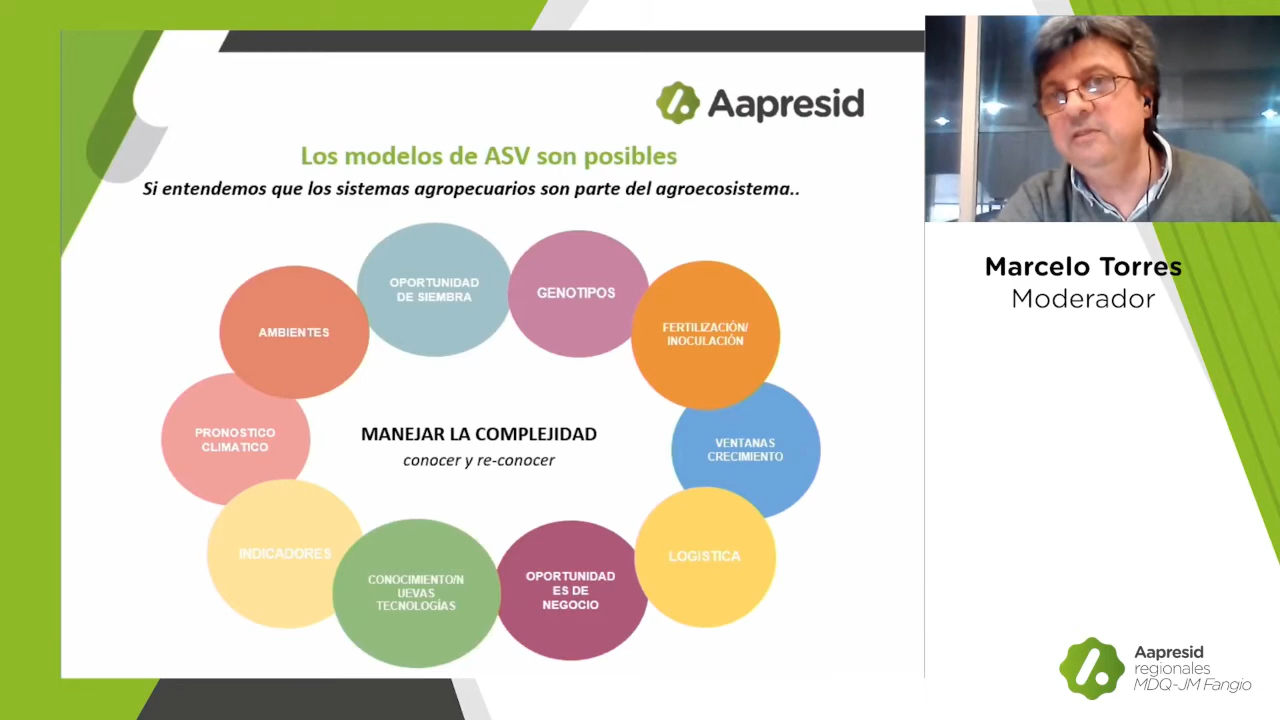 Aapresid
Los modelos de ASV son posibles
Si entendemos que los sistemas agropecuarios son parte del agroecosistema..
OPORTUNIDAD
DE SIEMBRA
GENOTIPOS
AMBIENTES
FERTILIZACIÓN/
INOCULACIÓN
PRONOSTICO
CLIMATICO
MANEJAR LA COMPLEJIDAD
conocer y re-conocer
VENTANAS
CRECIMIENTO
INDICADORES
CONOCIMIENTO/N
UEVAS
TECNOLOGÍAS
OPORTUNIDAD
ES DE
NEGOCIO
LOGISTICA
Marcelo Torres
Moderador
Aapresid
regionales
MDQ-JM Fangio